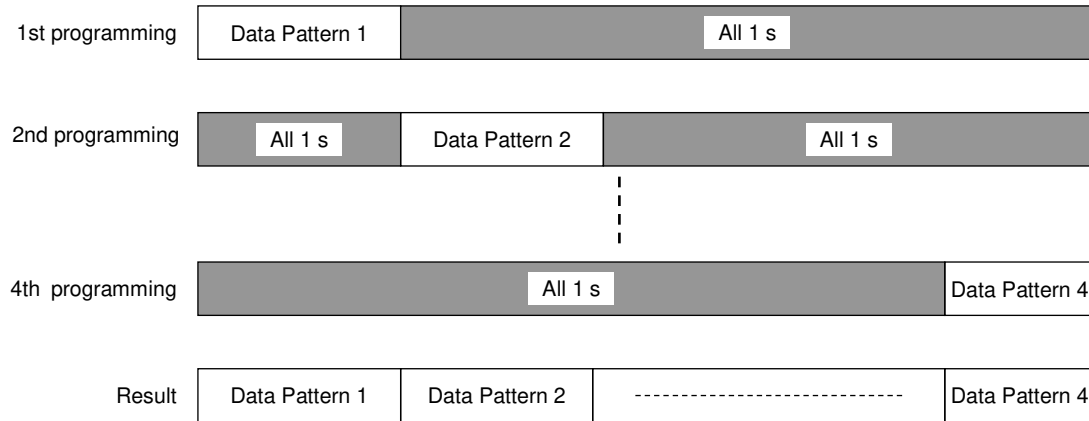 1st programming Data Pattern 1 All 1 s
2nd programming All 1 s Data Pattern 2 All 1 s
4th programming All 1 s Data Pattern 4
Result Data Pattern 1 Data Pattern 2 Data Pattern 4